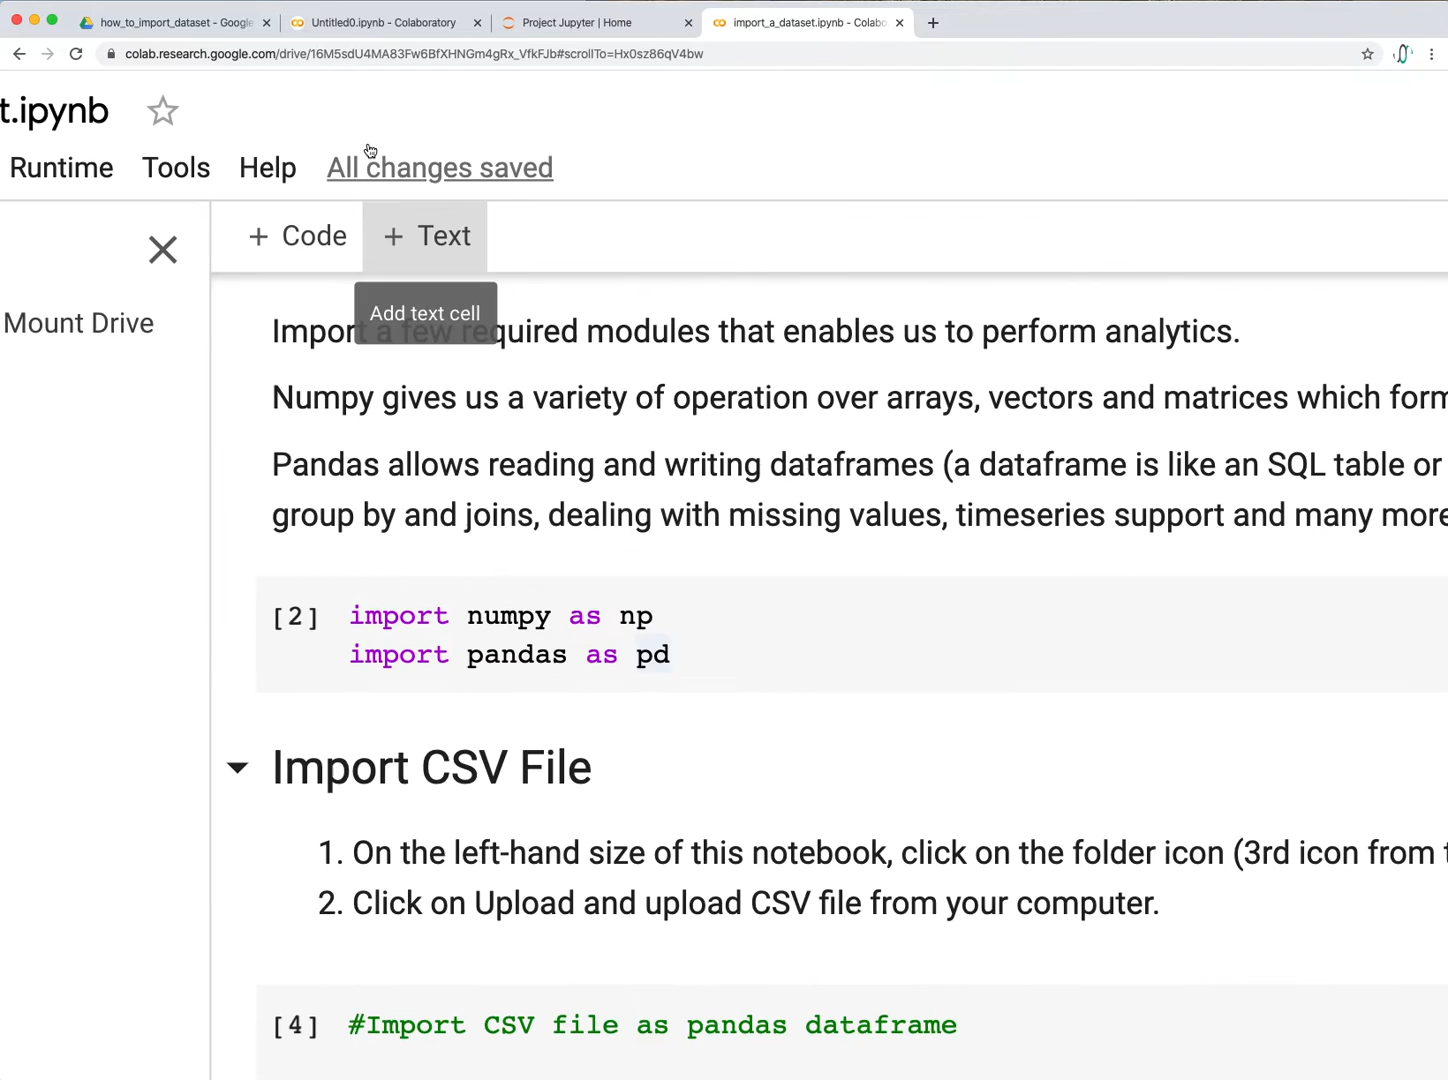 how_to_import_dataset - Google
Untitled0.ipynb - Colaboratory
Project Jupyter | Home
import_a_dataset.ipynb - Colabo
colab.research.google.com/drive/16M5sdU4MA83Fw6BfXHNGm4gRx_VfkFJb#scrollTo=Hx0sz86qV4bw
t.ipynb
Runtime Tools Help All changes saved
+ Code + Text
Add text cell
Mount Drive
Import a few required modules that enables us to perform analytics.
Numpy gives us a variety of operation over arrays, vectors and matrices which form
Pandas allows reading and writing dataframes (a dataframe is like an SQL table or
group by and joins, dealing with missing values, timeseries support and many more
[2] import numpy as np
import pandas as pd
Import CSV File
1. On the left-hand size of this notebook, click on the folder icon (3rd icon from
2. Click on Upload and upload CSV file from your computer.
[4] #Import CSV file as pandas dataframe